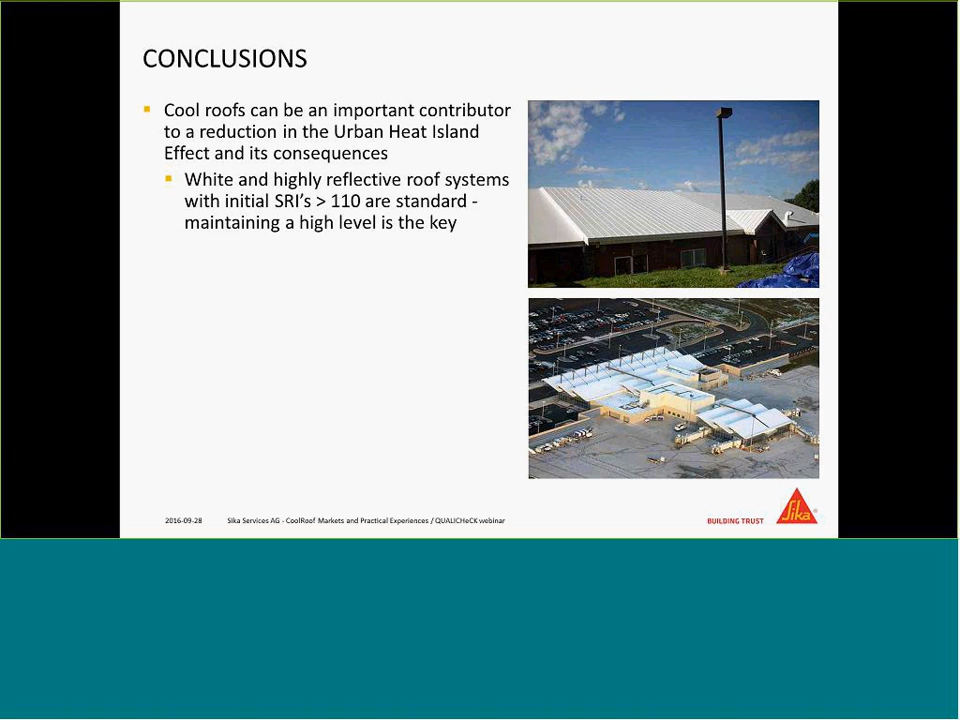 CONCLUSIONS
Cool roofs can be an important contributor
to a reduction in the Urban Heat Island
Effect and its consequences
White and highly reflective roof systems
with initial SRI’s > 110 are standard -
maintaining a high level is the key
2016-09-28 Sika Services AG - CoolRoof Markets and Practical Experiences / QUALICHeCK webinar
BUILDING TRUST
Sika®